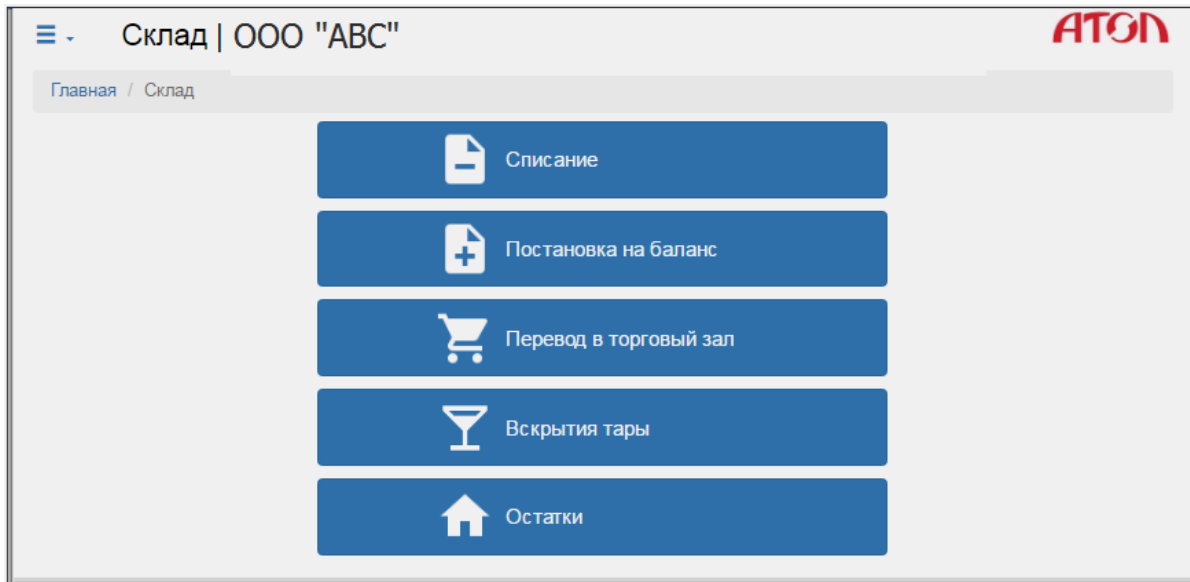 Склад | ООО "АВС"
АТОЛ
Главная / Склад
Списание
Постановка на баланс
Перевод в торговый зал
Вскрытия тары
Остатки